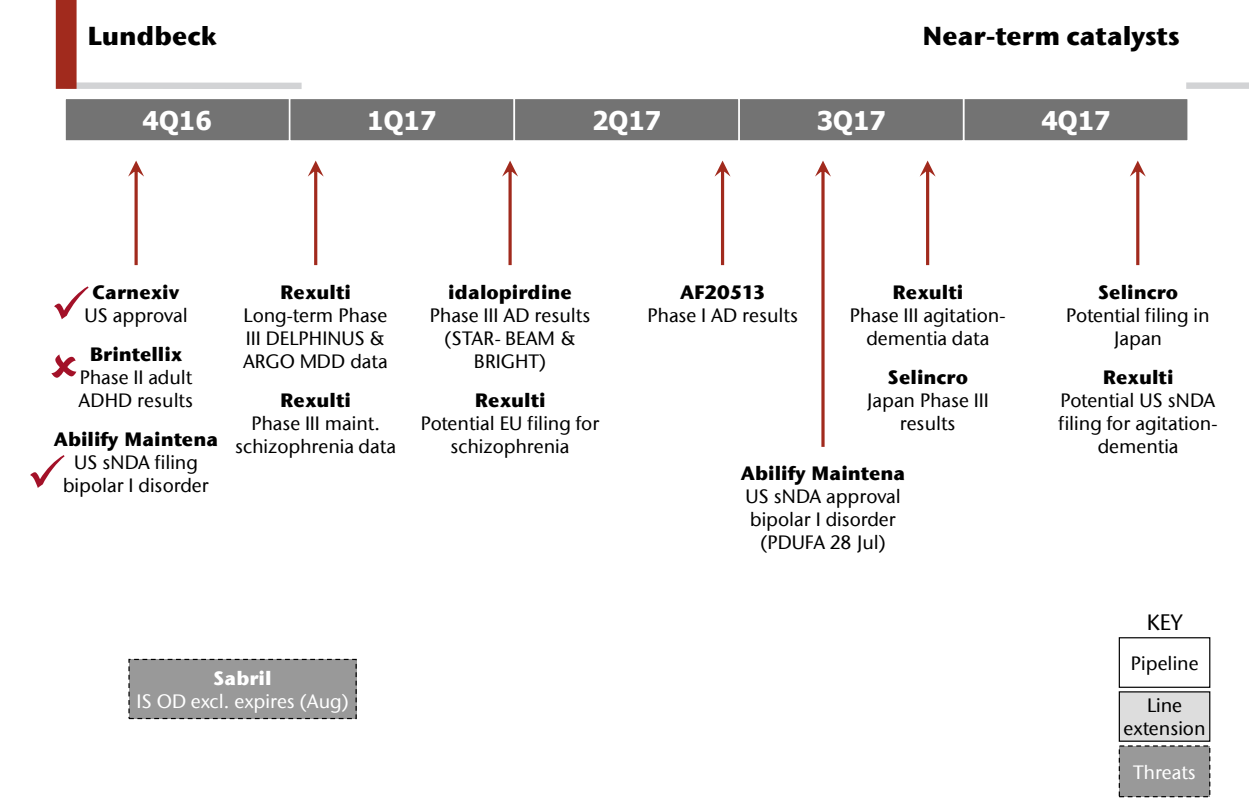 Lundbeck
Near-term catalysts
4Q16
1Q17
2Q17
3Q17
4Q17
Carnexiv
US approval
Brintellix
Phase II adult
ADHD results
Abilify Maintena
US sNDA filing
bipolar I disorder
Rexulti
Long-term Phase
III DELPHINUS &
ARGO MDD data
Rexulti
Phase III maint.
schizophrenia data
idalopirdine
Phase III AD results
(STAR- BEAM &
BRIGHT)
Rexulti
Potential EU filing for
schizophrenia
AF20513
Phase I AD results
Abilify Maintena
US sNDA approval
bipolar I disorder
(PDUFA 28 Jul)
Rexulti
Phase III agitation-
dementia data
Selincro
Japan Phase III
results
Selincro
Potential filing in
Japan
Rexulti
Potential US sNDA
filing for agitation-
dementia
Sabril
IS OD excl. expires (Aug)
KEY
Pipeline
Line
extension
Threats